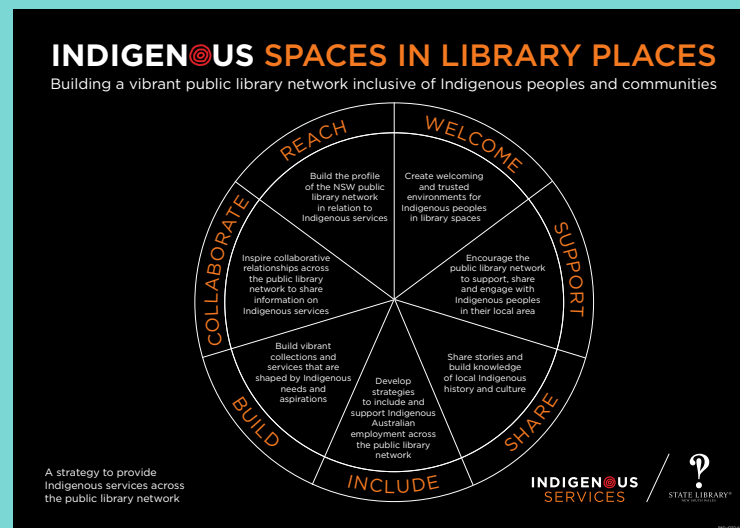 INDIGENOUS SPACES IN LIBRARY PLACES
Building a vibrant public library network inclusive of Indigenous peoples and communities
REACH
Build the profile
of the NSW public
library network
in relation to
Indigenous services
WELCOME
Create welcoming
and trusted
environments for
Indigenous peoples
in library spaces
SUPPORT
Encourage the
public library network
to support, share
and engage with
Indigenous peoples
in their local area
SHARE
Share stories and
build knowledge
of local Indigenous
history and culture
INCLUDE
Develop
strategies
to include and
support Indigenous
Australian
employment across
the public library
network
BUILD
Build vibrant
collections and
services that are
shaped by Indigenous
needs and
aspirations
COLLABORATE
Inspire collaborative
relationships across
the public library
network to share
information on
Indigenous services
A strategy to provide
Indigenous services across
the public library network
INDIGENOUS
SERVICES
STATE LIBRARY®
NEW SOUTH WALES